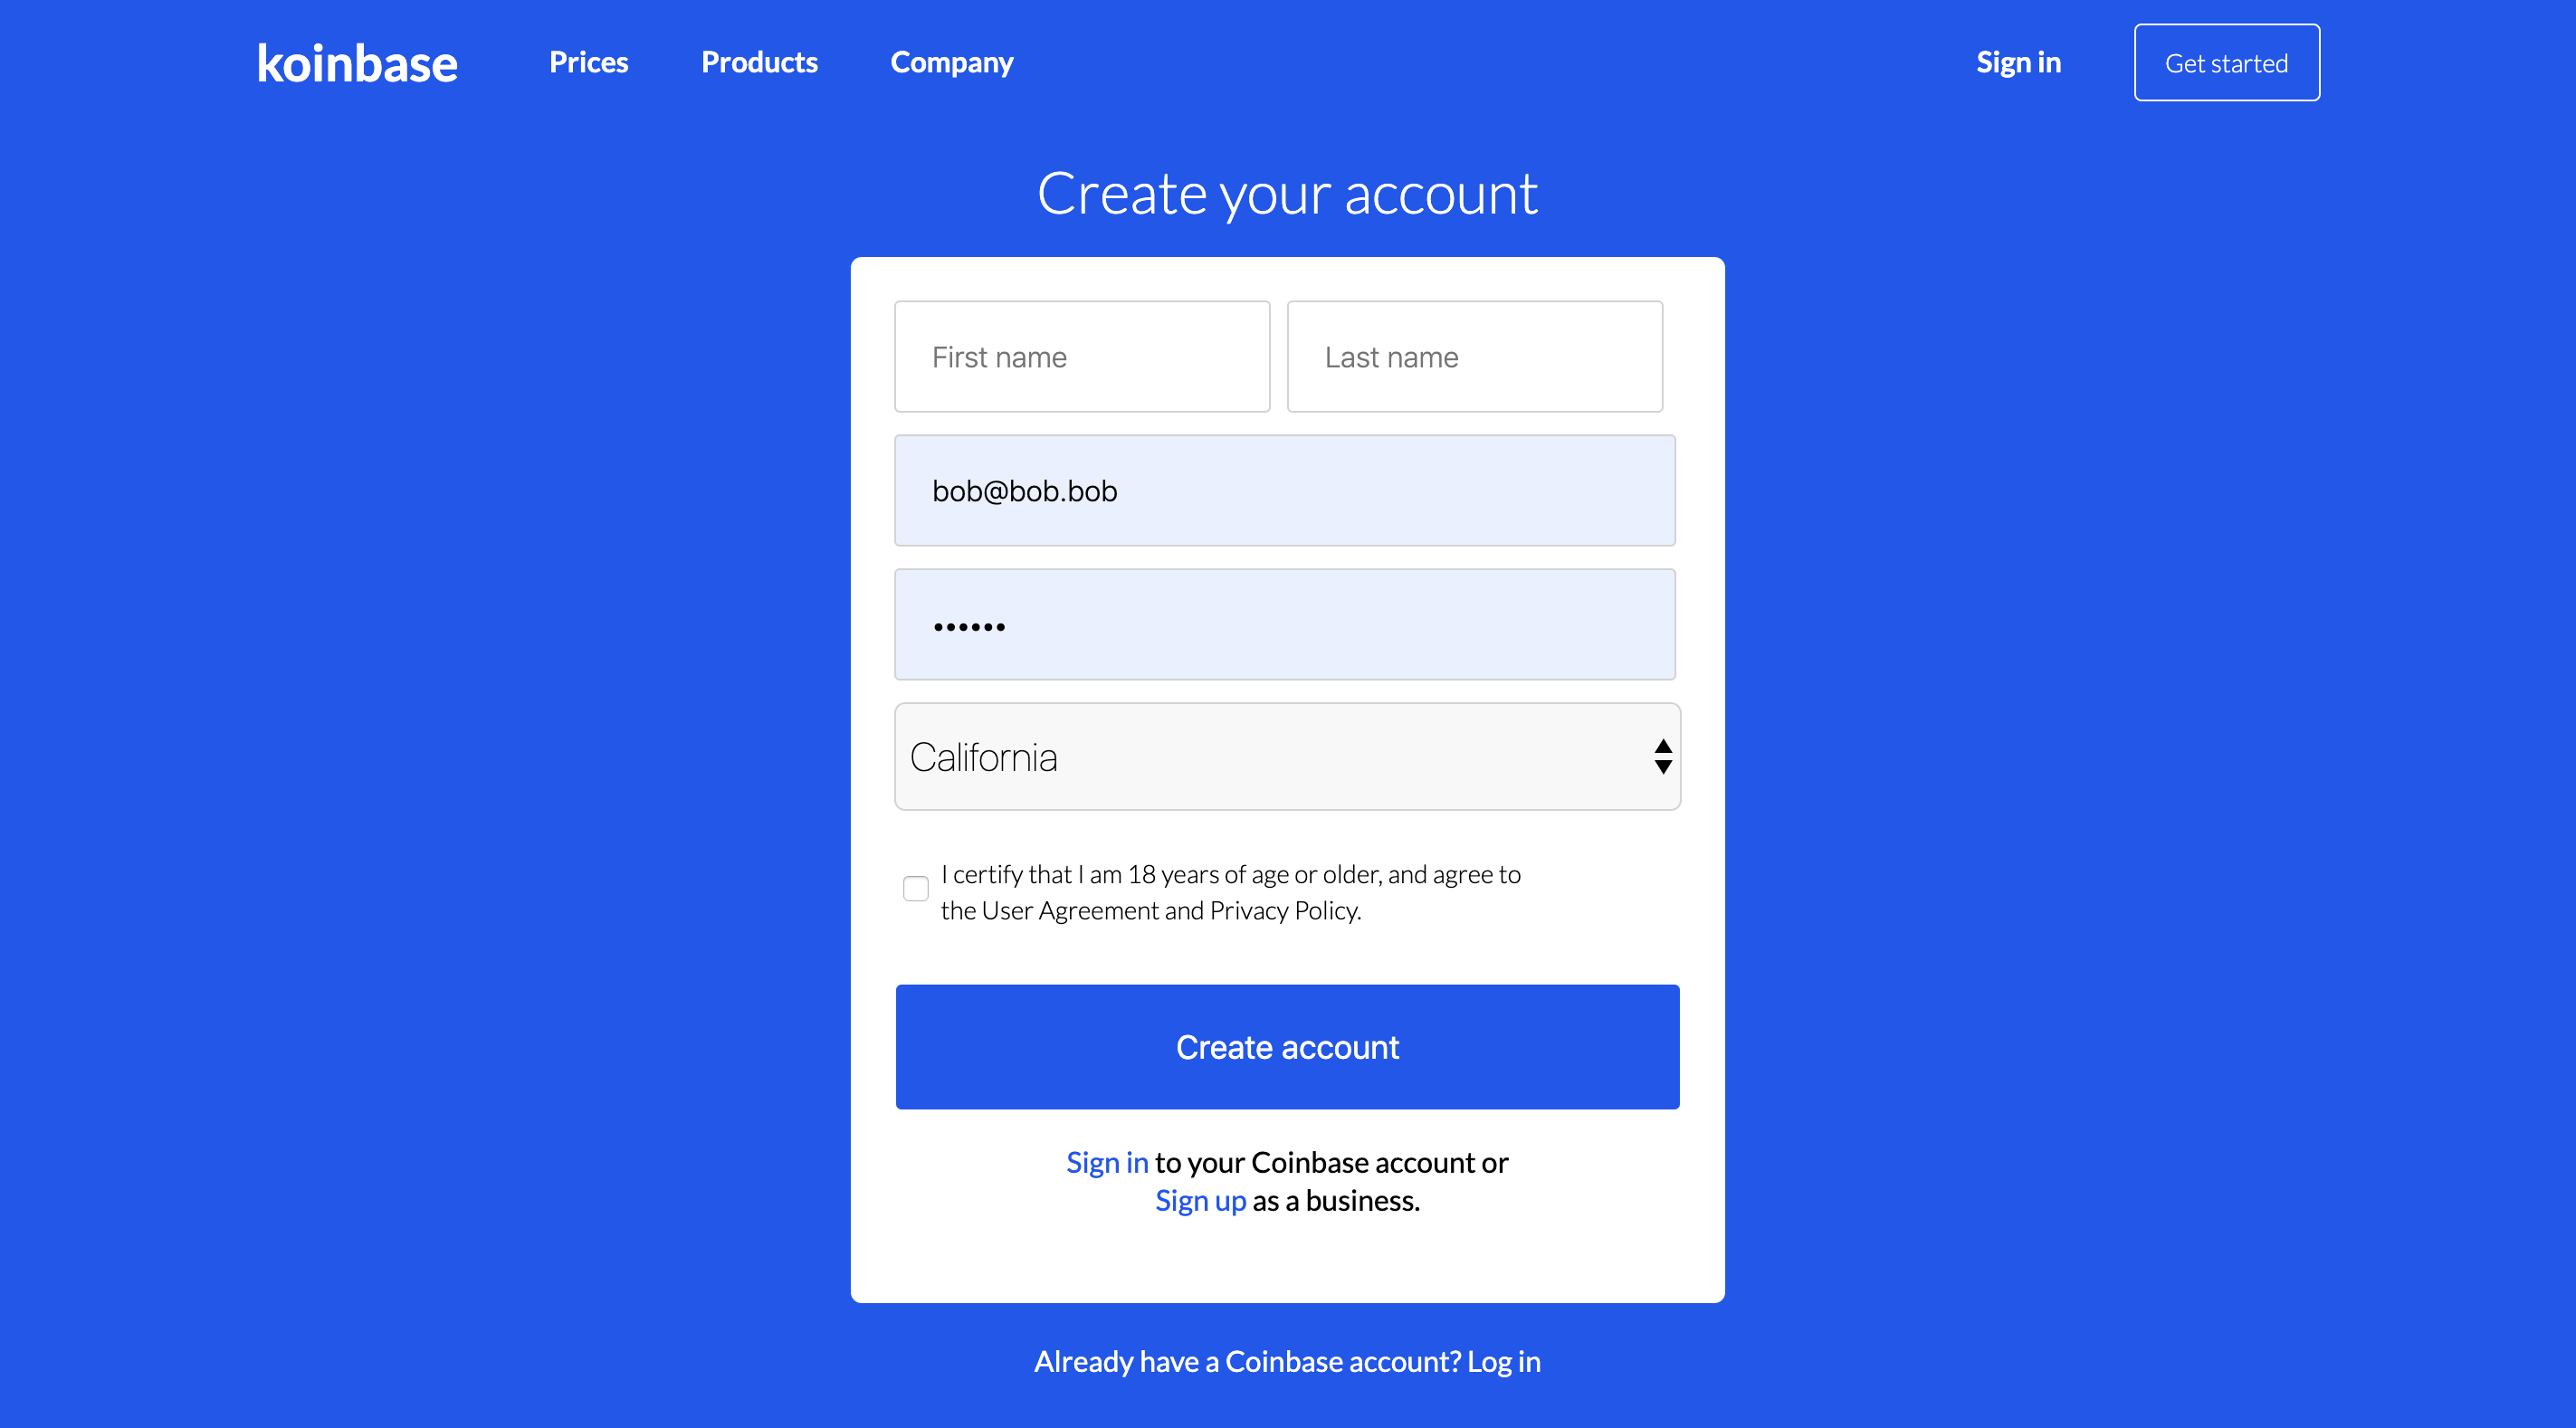 koinbase
Prices
Products
Company
Sign in
Get started
Create your account
First name
Last name
bob@bob.bob
••••••
California
I certify that I am 18 years of age or older, and agree to
the User Agreement and Privacy Policy.
Create account
Sign in to your Coinbase account or
Sign up as a business.
Already have a Coinbase account? Log in